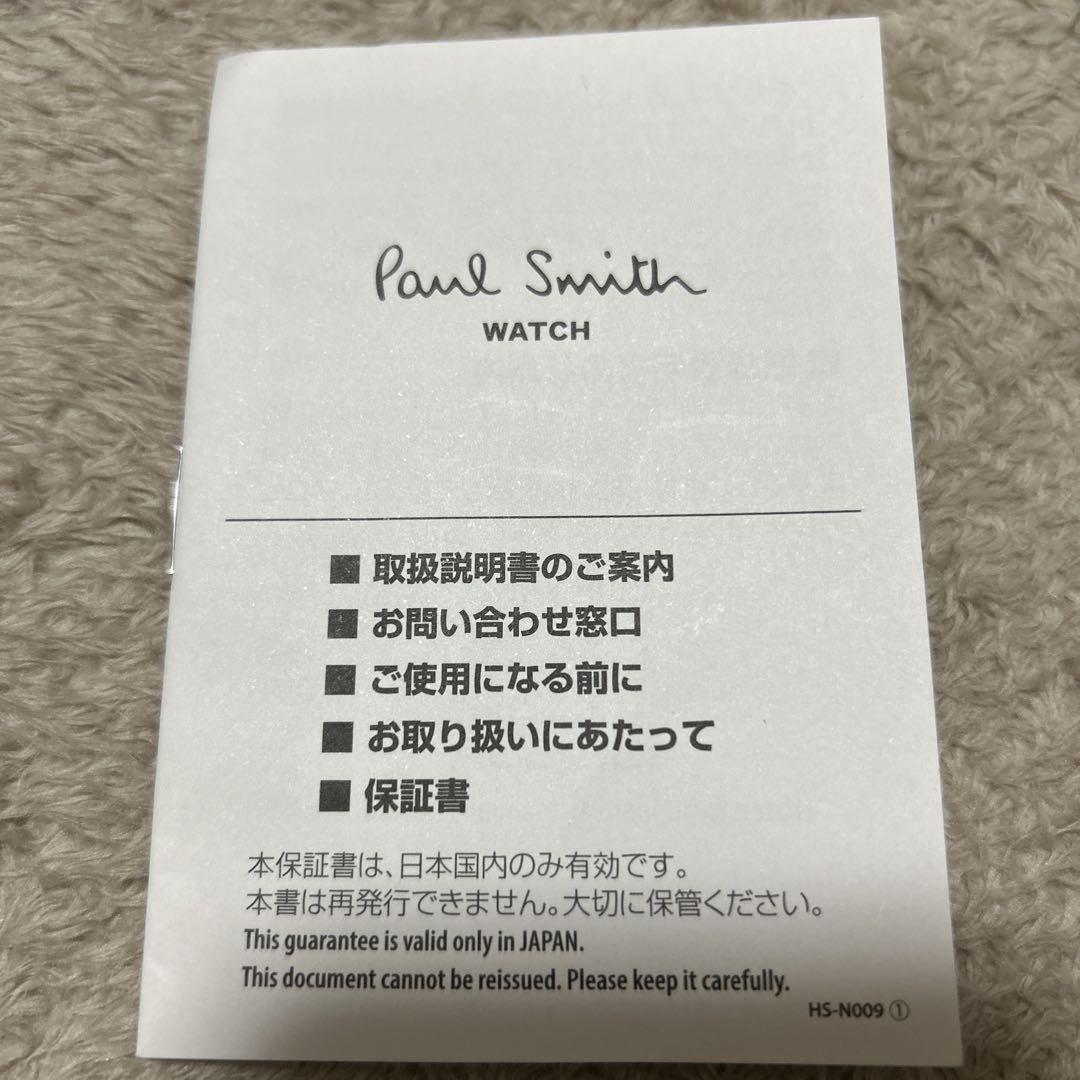 Paul Smith
WATCH
■ 取扱説明書のご案内
■ お問い合わせ窓口
■ ご使用になる前に
■ お取り扱いにあたって
■ 保証書
本保証書は、日本国内のみ有効です。
本書は再発行できません。大切に保管ください。
This guarantee is valid only in JAPAN.
This document cannot be reissued. Please keep it carefully.
HS-N009 ①